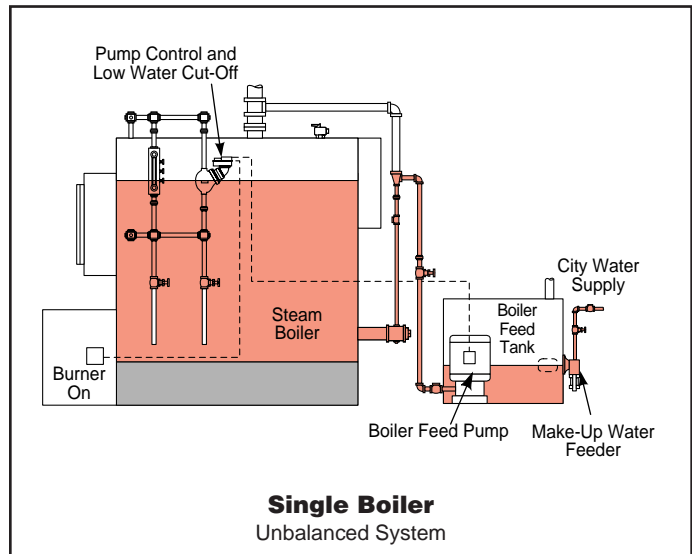 Pump Control and
Low Water Cut-Off
City Water
Supply
Boiler
Feed
Tank
Steam
Boiler
Burner
On
Boiler Feed Pump
Make-Up Water
Feeder
Single Boiler
Unbalanced System